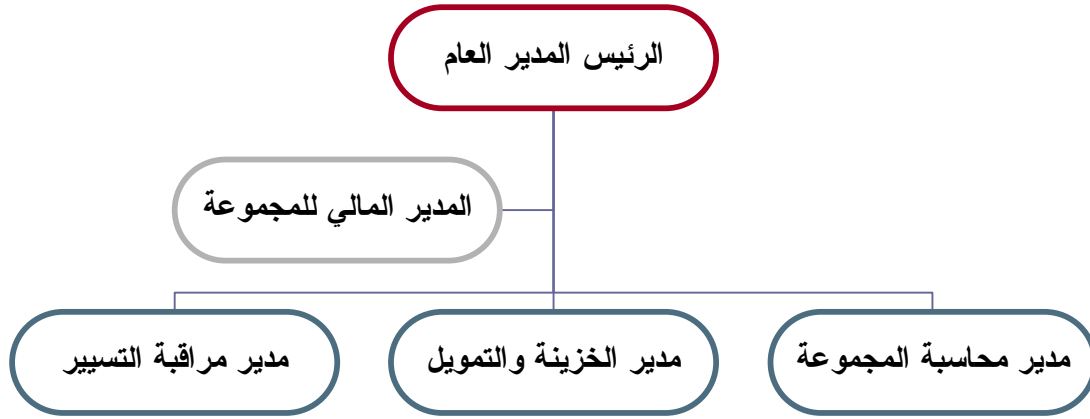 الرئيس المدير العام
المدير المالي للمجموعة
مدير محاسبة المجموعة
مدير الخزينة والتمويل
مدير مراقبة التسيير